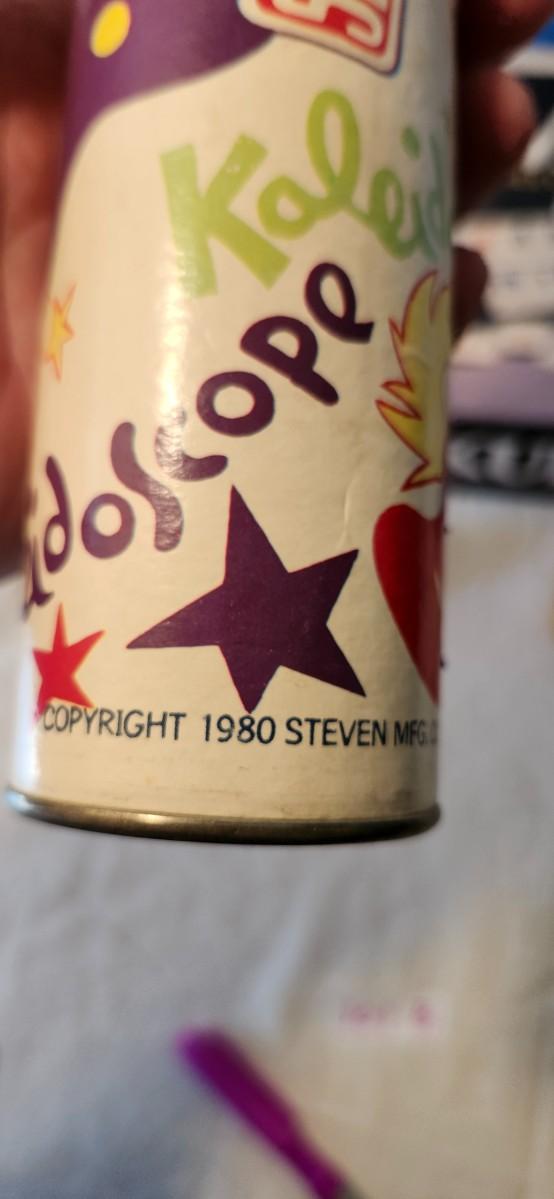 Kaleid
idoscope
COPYRIGHT 1980 STEVEN MFG.